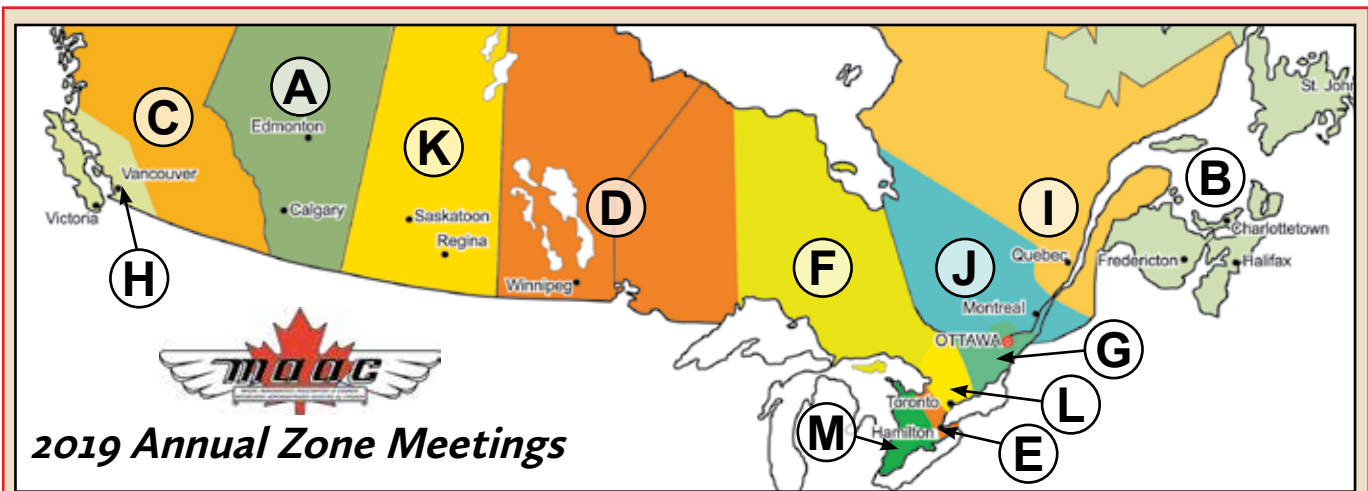 A
C
K
B
D
I
F
J
H
G
L
M
E
Edmonton
Vancouver
Victoria
Calgary
Saskatoon
Regina
Winnipeg
St. John
Quebec
Charlottetown
Fredericton
Halifax
Montreal
OTTAWA
Toronto
Hamilton
maac
2019 Annual Zone Meetings